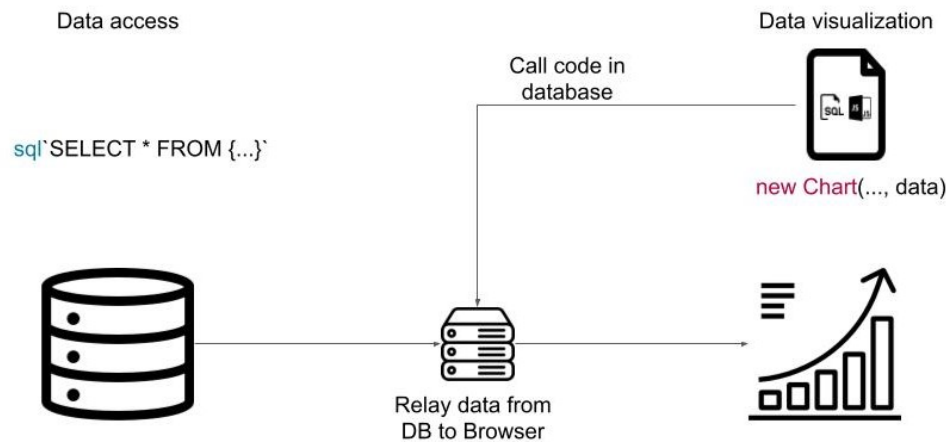 Data access
Data visualization
Call code in
database
SQL
JS
JS
sql`SELECT * FROM {...}`
new Chart(..., data)
Relay data from
DB to Browser